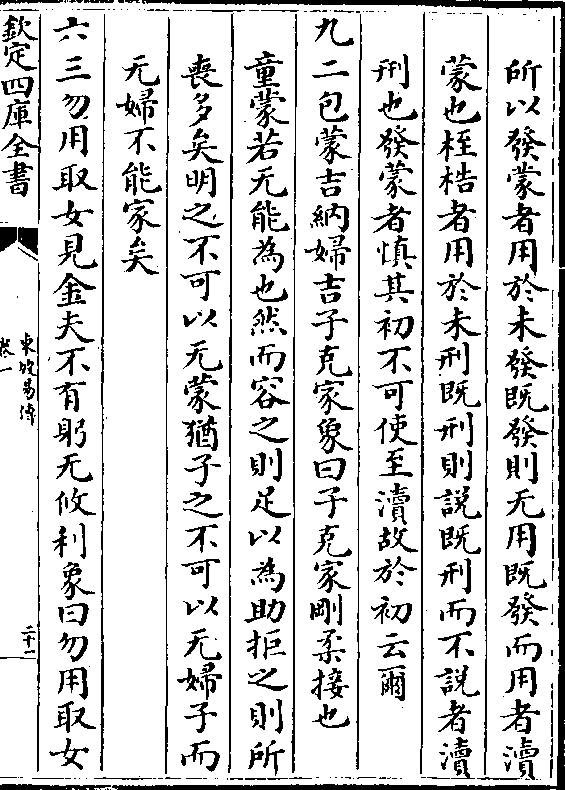 所以發蒙者用於未發既發則无用既發而用者瀆
蒙也桎梏者用於未刑既刑則說既刑而不說者瀆
刑也發蒙者慎其初不可使至瀆故於初云爾
九二包蒙吉納婦吉子克家象曰子克家剛柔接也
童蒙若无能為也然而容之則足以為助拒之則所
喪多矣明之不可以无蒙猶子之不可以无婦子而
无婦不能家矣
六三勿用取女見金夫不有躬无攸利象曰勿用取女
欽定四庫全書
東坡易傳
卷一
二十一